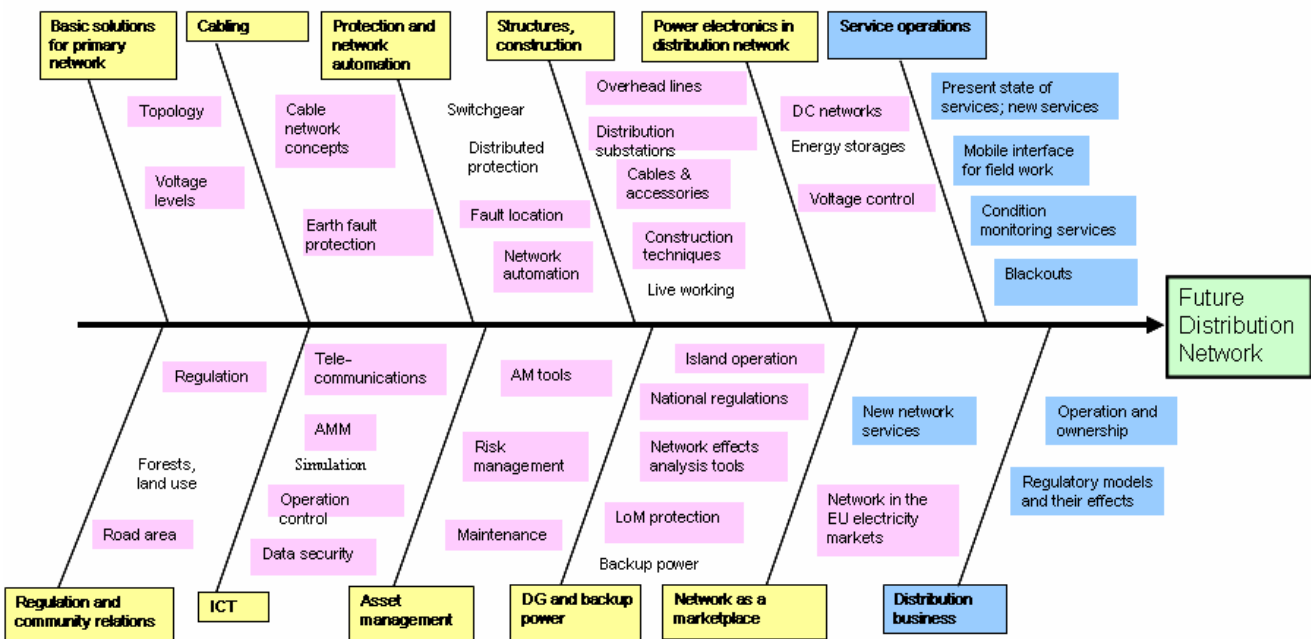 Basic solutions
for primary
network
Cabling
Protection and
network
automation
Structures,
construction
Power electronics in
distribution network
Service operations
Topology
Voltage
levels
Cable
network
concepts
Earth fault
protection
Switchgear
Distributed
protection
Fault location
Network
automation
Overhead lines
Distribution
substations
Cables &
accessories
Construction
techniques
Live working
DC networks
Energy storages
Voltage control
Present state of
services; new services
Mobile interface
for field work
Condition
monitoring services
Blackouts
Future
Distribution
Network
Regulation
Forests,
land use
Road area
Tele-
communications
AMM
Simulation
Operation
control
Data security
AM tools
Risk
management
Maintenance
Island operation
National regulations
Network effects
analysis tools
LoM protection
Backup power
New network
services
Network in the
EU electricity
markets
Operation and
ownership
Regulatory models
and their effects
Regulation and
community relations
ICT
Asset
management
DG and backup
power
Network as a
marketplace
Distribution
business